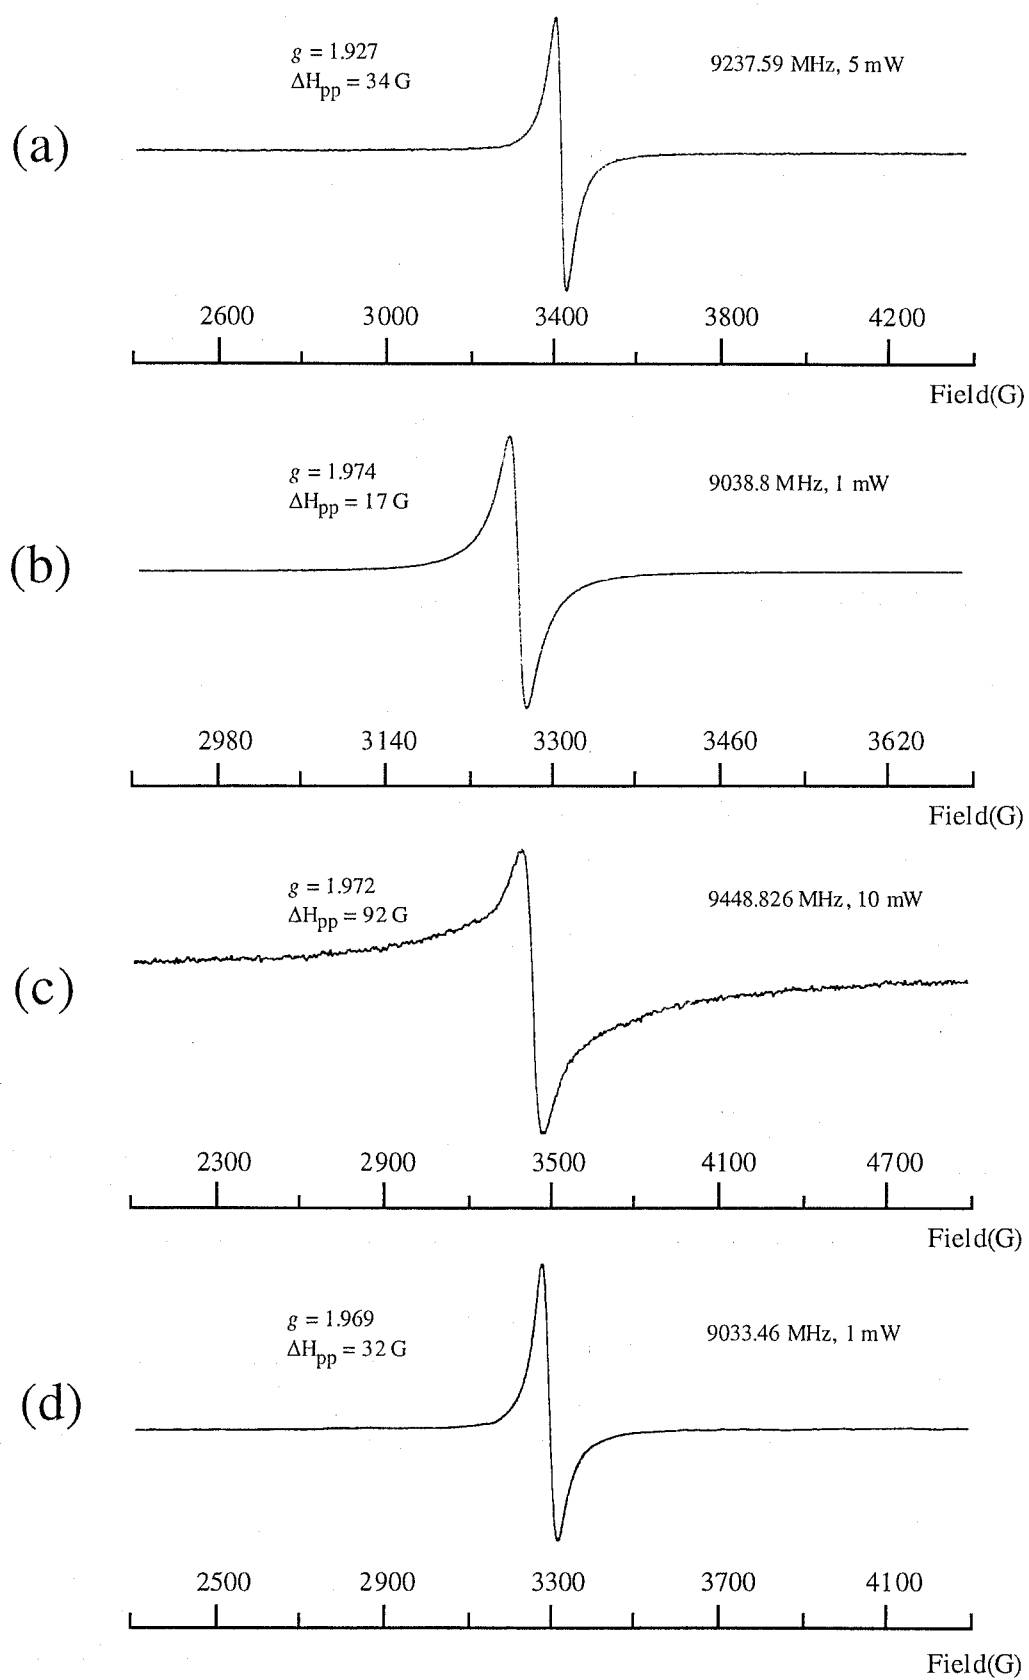 g = 1.927
ΔHpp = 34 G
9237.59 MHz, 5 mW
(a)
2600 3000 3400 3800 4200
Field(G)
g = 1.974
ΔHpp = 17 G
9038.8 MHz, 1 mW
(b)
2980 3140 3300 3460 3620
Field(G)
g = 1.972
ΔHpp = 92 G
9448.826 MHz, 10 mW
(c)
2300 2900 3500 4100 4700
Field(G)
g = 1.969
ΔHpp = 32 G
9033.46 MHz, 1 mW
(d)
2500 2900 3300 3700 4100
Field(G)